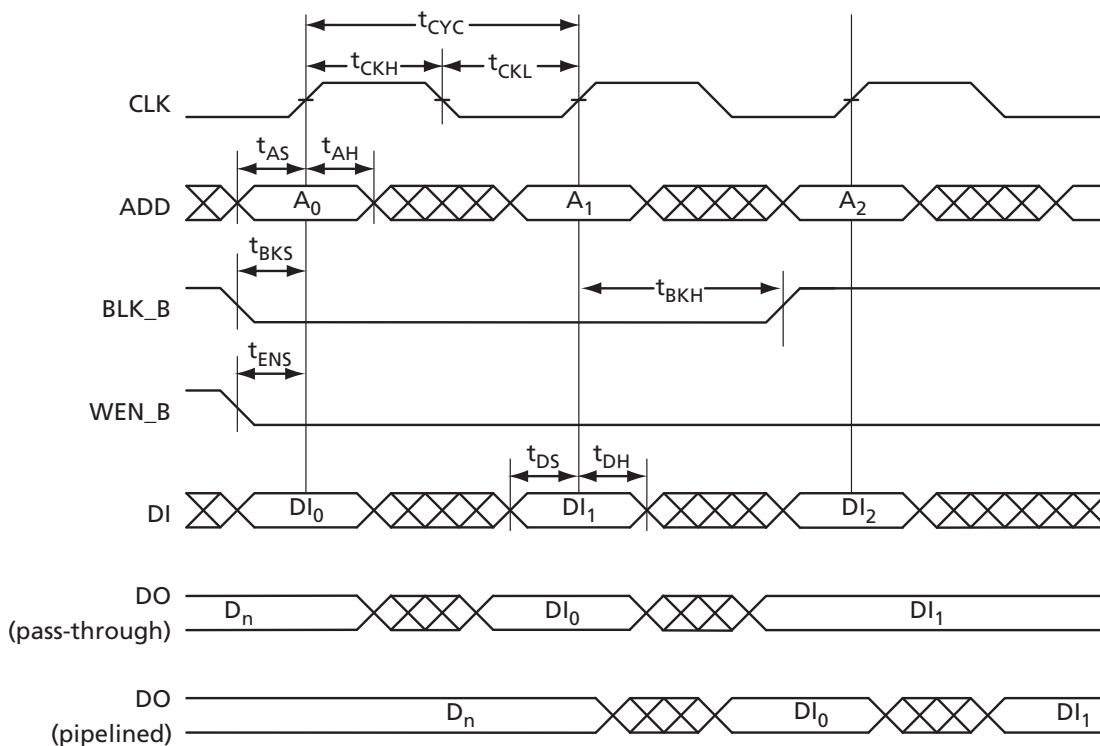 tCYC
tCKH tCKL
CLK
tAS tAH
ADD A0 A1 A2
tBKS
tBKH
BLK_B
tENS
WEN_B
tDS tDH
DI DI0 DI1 DI2
DO
(pass-through)
Dn DI0 DI1
DO
(pipelined)
Dn DI0 DI1